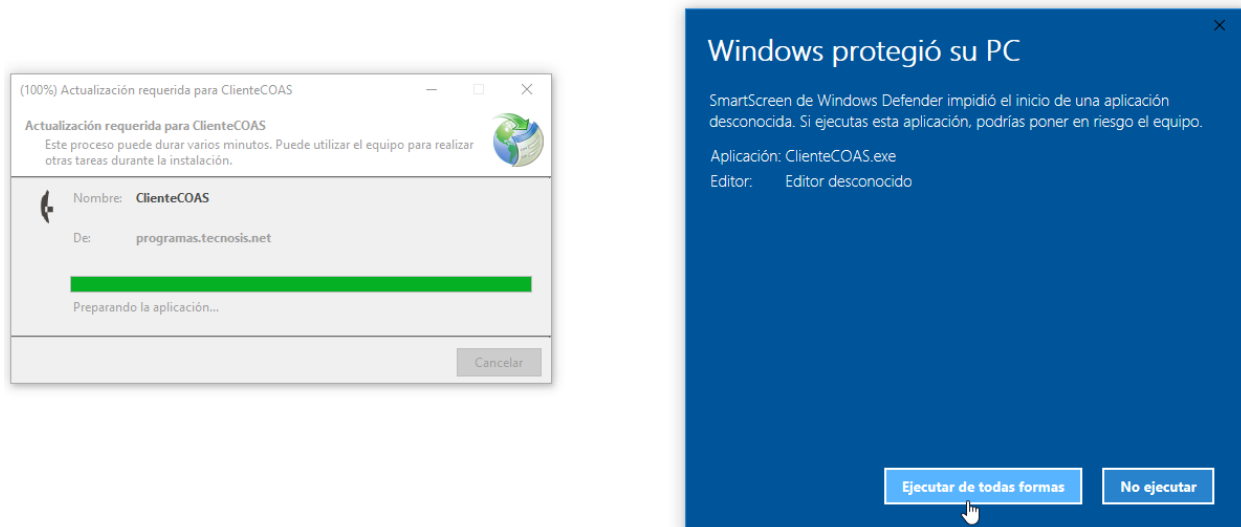 (100%) Actualización requerida para ClienteCOAS
Actualización requerida para ClienteCOAS
Este proceso puede durar varios minutos. Puede utilizar el equipo para realizar
otras tareas durante la instalación.
Nombre: ClienteCOAS
De: programas.tecnosis.net
Preparando la aplicación...
Cancelar
Windows protegió su PC
SmartScreen de Windows Defender impidió el inicio de una aplicación
desconocida. Si ejecutas esta aplicación, podrías poner en riesgo el equipo.
Aplicación: ClienteCOAS.exe
Editor: Editor desconocido
Ejecutar de todas formas
No ejecutar